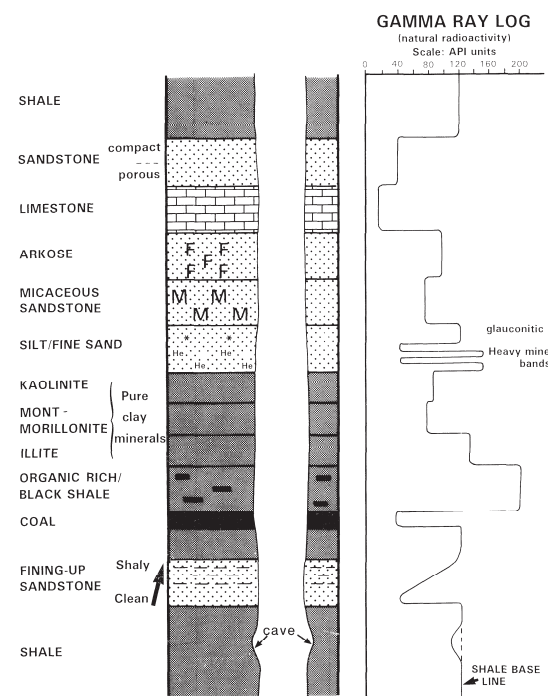 GAMMA RAY LOG
(natural radioactivity)
Scale: API units
0 40 80 120 160 200
SHALE
SANDSTONE
compact
porous
LIMESTONE
ARKOSE
F F
F
F F
MICACEOUS
SANDSTONE
M M
M M
glauconitic
SILT/FINE SAND
* *
He He
He He
Heavy mine
bands
KAOLINITE
MONT-
MORILLONITE
ILLITE
Pure
clay
minerals
ORGANIC RICH/
BLACK SHALE
COAL
FINING-UP
SANDSTONE
Shaly
Clean
cave
SHALE
SHALE BASE
LINE